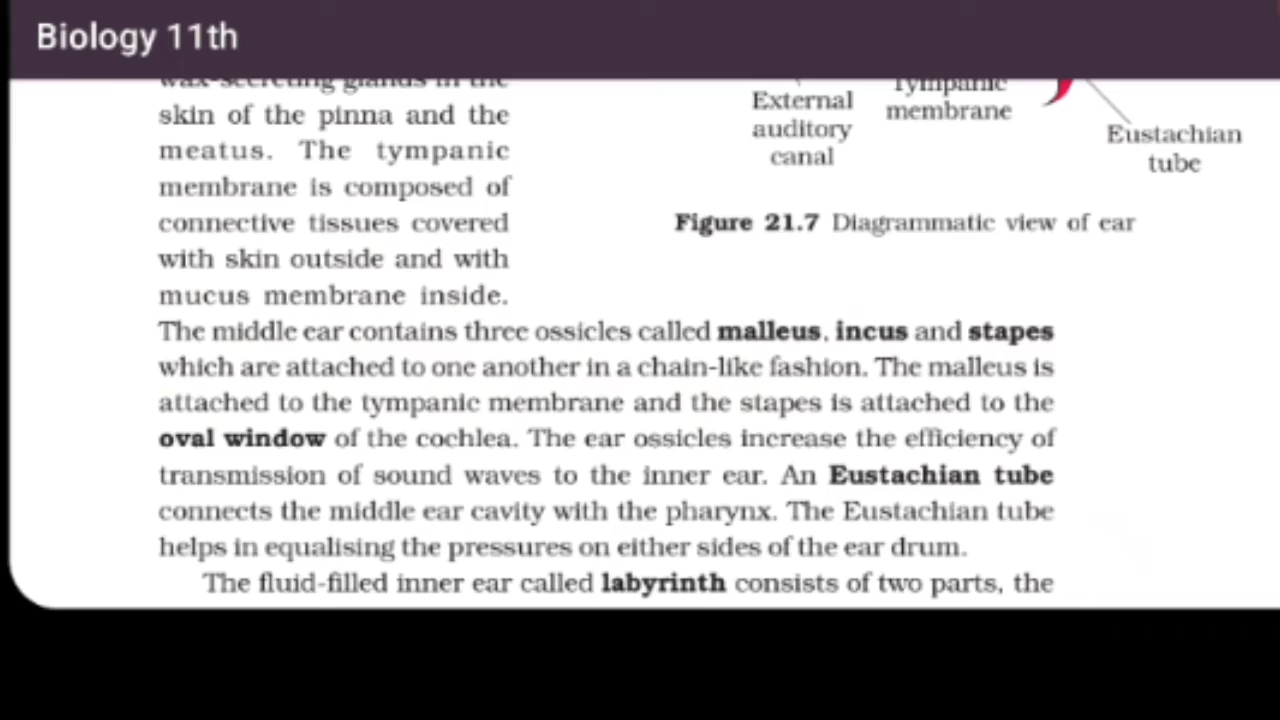 Biology 11th
wax-secreting glands in the
skin of the pinna and the
meatus. The tympanic
membrane is composed of
connective tissues covered
with skin outside and with
mucus membrane inside.
External
auditory
canal
Tympanic
membrane
Eustachian
tube
Figure 21.7 Diagrammatic view of ear
The middle ear contains three ossicles called malleus, incus and stapes
which are attached to one another in a chain-like fashion. The malleus is
attached to the tympanic membrane and the stapes is attached to the
oval window of the cochlea. The ear ossicles increase the efficiency of
transmission of sound waves to the inner ear. An Eustachian tube
connects the middle ear cavity with the pharynx. The Eustachian tube
helps in equalising the pressures on either sides of the ear drum.
The fluid-filled inner ear called labyrinth consists of two parts, the